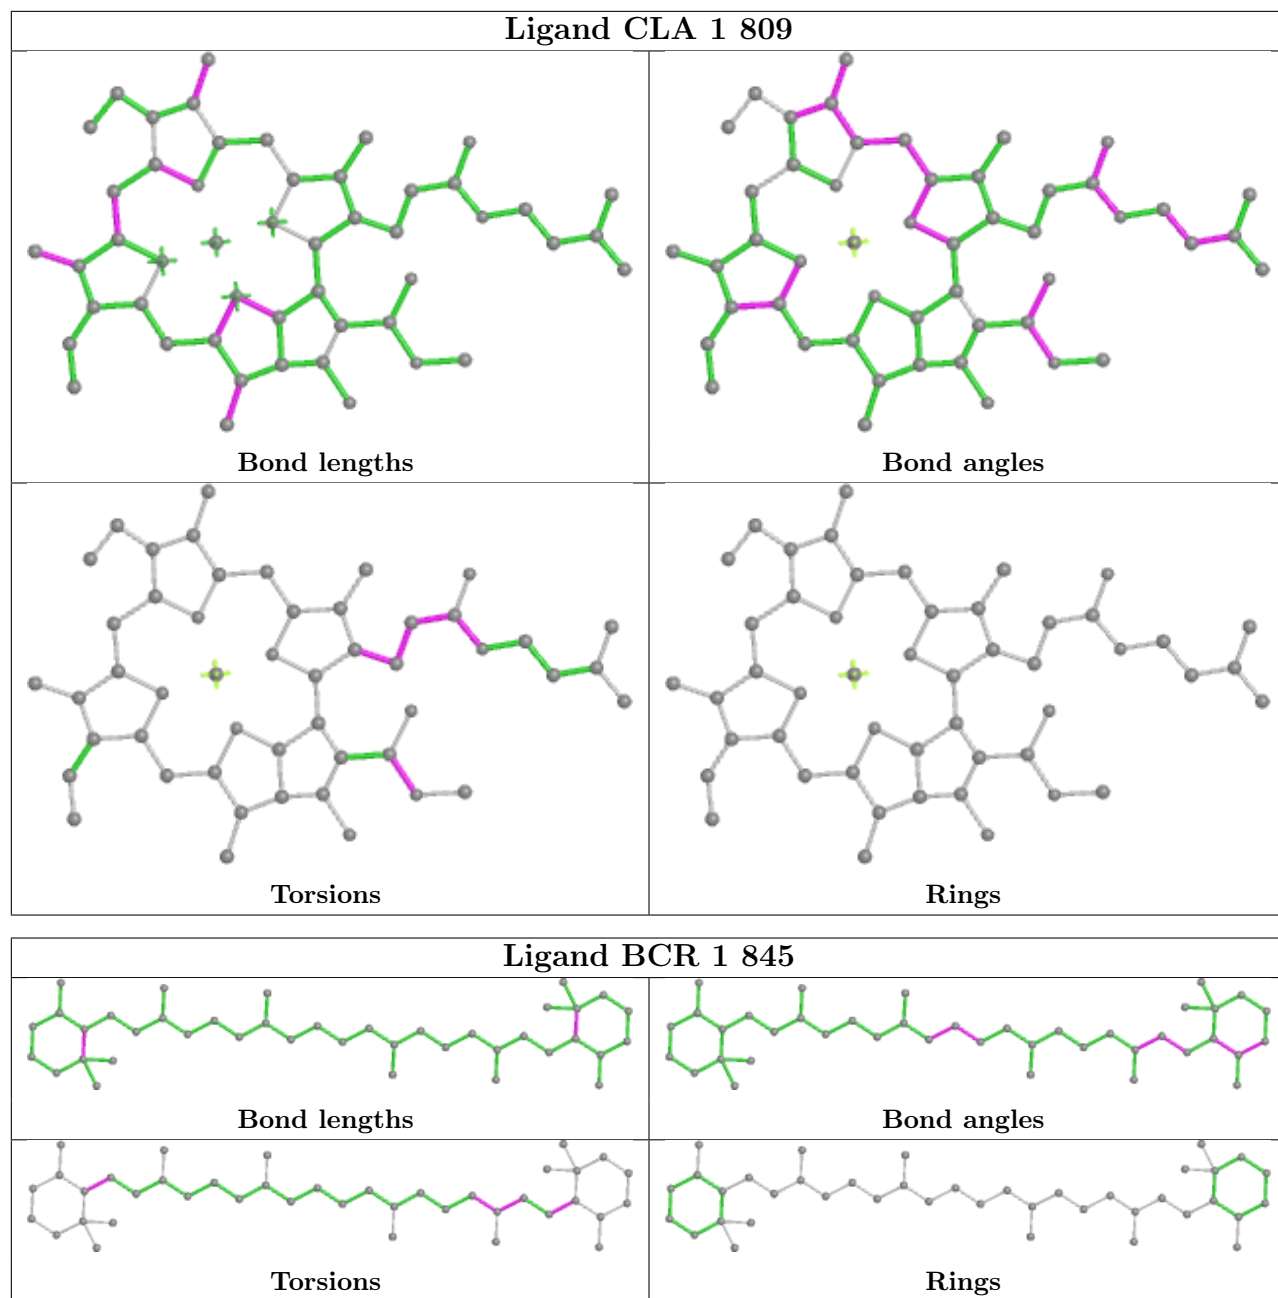 Ligand CLA 1 809
Bond lengths
Bond angles
Torsions
Rings
Ligand BCR 1 845
Bond lengths
Bond angles
Torsions
Rings